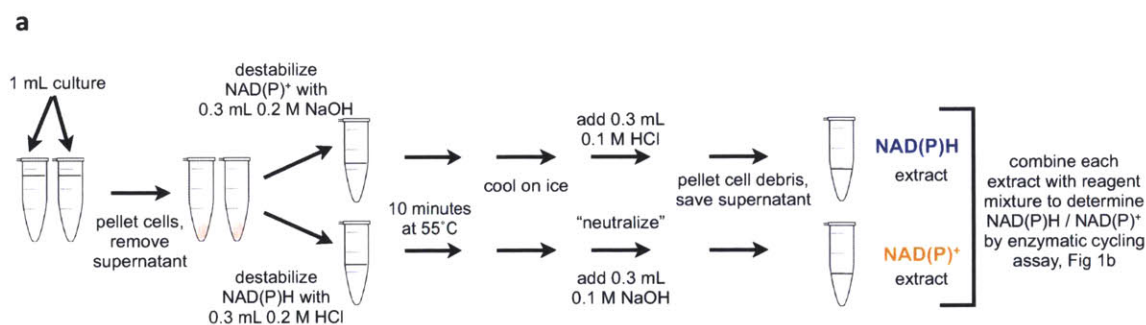 a
1 mL culture
pellet cells,
remove
supernatant
destabilize
NAD(P)⁺ with
0.3 mL 0.2 M NaOH
destabilize
NAD(P)H with
0.3 mL 0.2 M HCl
10 minutes
at 55˚C
cool on ice
add 0.3 mL
0.1 M HCl
"neutralize"
add 0.3 mL
0.1 M NaOH
pellet cell debris,
save supernatant
NAD(P)H
extract
NAD(P)⁺
extract
combine each
extract with reagent
mixture to determine
NAD(P)H / NAD(P)⁺
by enzymatic cycling
assay, Fig 1b